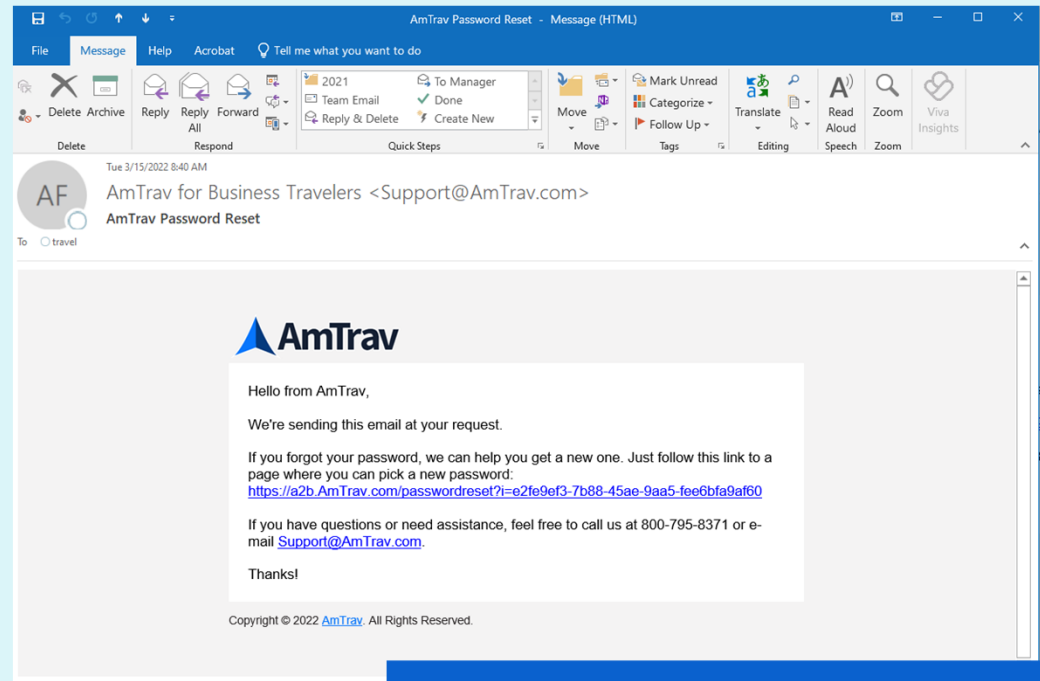 AmTrav Password Reset - Message (HTML)
File Message Help Acrobat Tell me what you want to do
Delete Archive Reply Reply All Forward
2021 To Manager
Team Email Done
Reply & Delete Create New
Move
Mark Unread
Categorize
Follow Up
Translate
Read Aloud
Zoom
Viva Insights
Delete Respond Quick Steps Move Tags Editing Speech Zoom
Tue 3/15/2022 8:40 AM
AF
AmTrav for Business Travelers <Support@AmTrav.com>
AmTrav Password Reset
To travel
AmTrav
Hello from AmTrav,
We're sending this email at your request.
If you forgot your password, we can help you get a new one. Just follow this link to a
page where you can pick a new password:
https://a2b.AmTrav.com/passwordreset?i=e2fe9ef3-7b88-45ae-9aa5-fee6bfa9af60
If you have questions or need assistance, feel free to call us at 800-795-8371 or e-
mail Support@AmTrav.com.
Thanks!
Copyright © 2022 AmTrav. All Rights Reserved.